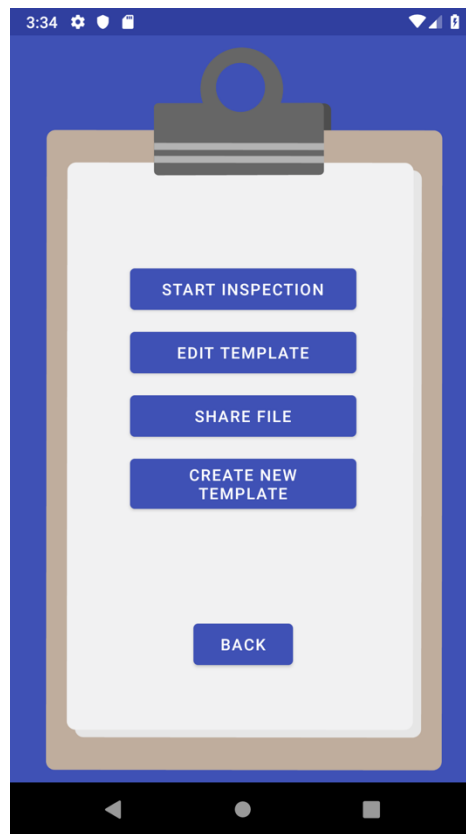 3:34
START INSPECTION
EDIT TEMPLATE
SHARE FILE
CREATE NEW
TEMPLATE
BACK